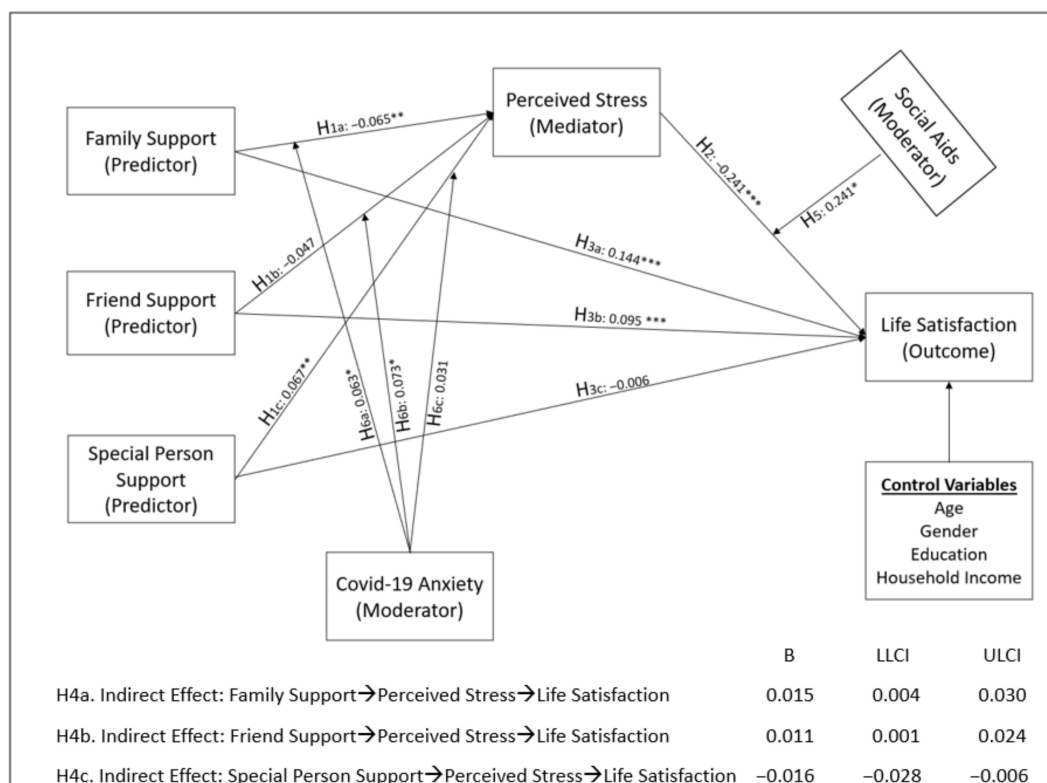 Perceived Stress
(Mediator)
Social Aids
(Moderator)
Family Support
(Predictor)
H1a: −0.065**
H2: −0.241***
H5: 0.241*
H3a: 0.144***
H1b: −0.047
Friend Support
(Predictor)
H3b: 0.095 ***
Life Satisfaction
(Outcome)
H1c: 0.067**
H6a: 0.063*
H6b: 0.073*
H6c: 0.031
H3c: −0.006
Special Person
Support
(Predictor)
Control Variables
Age
Gender
Education
Household Income
Covid-19 Anxiety
(Moderator)
B LLCI ULCI
H4a. Indirect Effect: Family Support→Perceived Stress→Life Satisfaction 0.015 0.004 0.030
H4b. Indirect Effect: Friend Support→Perceived Stress→Life Satisfaction 0.011 0.001 0.024
H4c. Indirect Effect: Special Person Support→Perceived Stress→Life Satisfaction −0.016 −0.028 −0.006